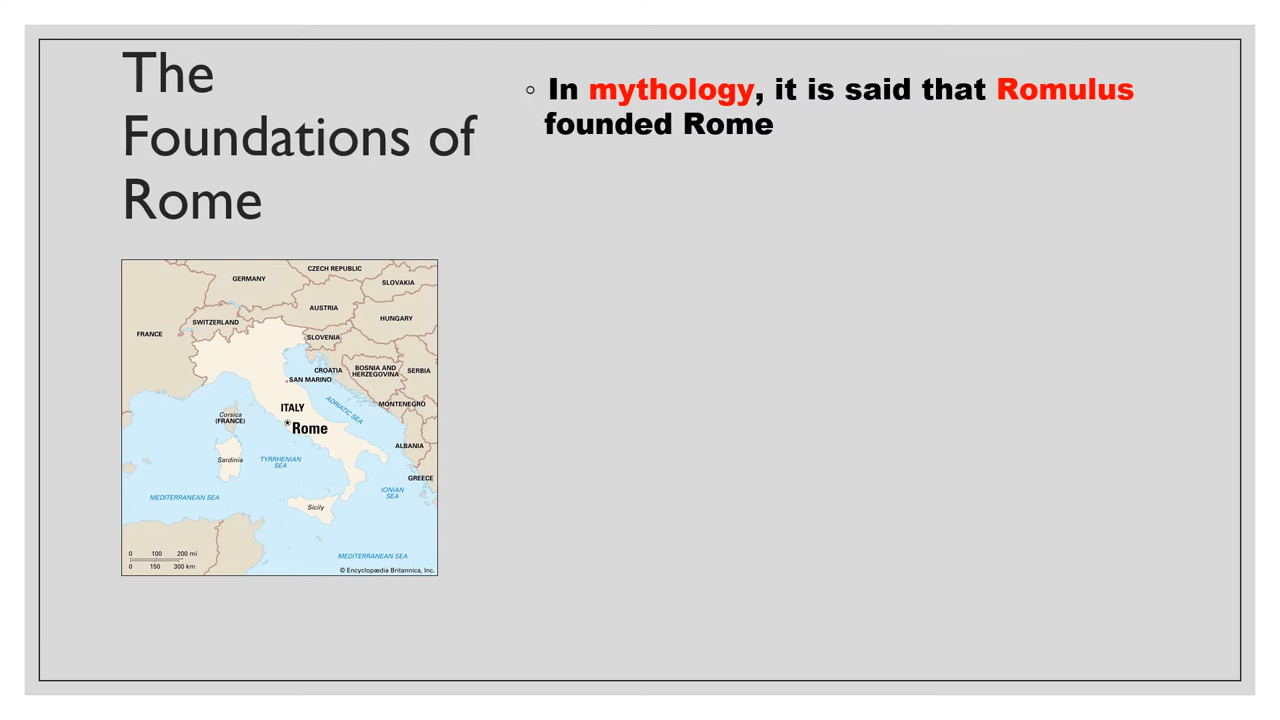 The
Foundations of
Rome
◦ In mythology, it is said that Romulus
founded Rome
CZECH REPUBLIC
GERMANY
SLOVAKIA
AUSTRIA
HUNGARY
SWITZERLAND
FRANCE
SLOVENIA
CROATIA
BOSNIA AND
HERZEGOVINA
SERBIA
SAN MARINO
MONTENEGRO
ITALY
ADRIATIC SEA
Corsica
(FRANCE)
Rome
ALBANIA
Sardinia
TYRRHENIAN
SEA
GREECE
IONIAN
SEA
MEDITERRANEAN SEA
Sicily
0 100 200 mi
0 150 300 km
MEDITERRANEAN SEA
© Encyclopædia Britannica, Inc.